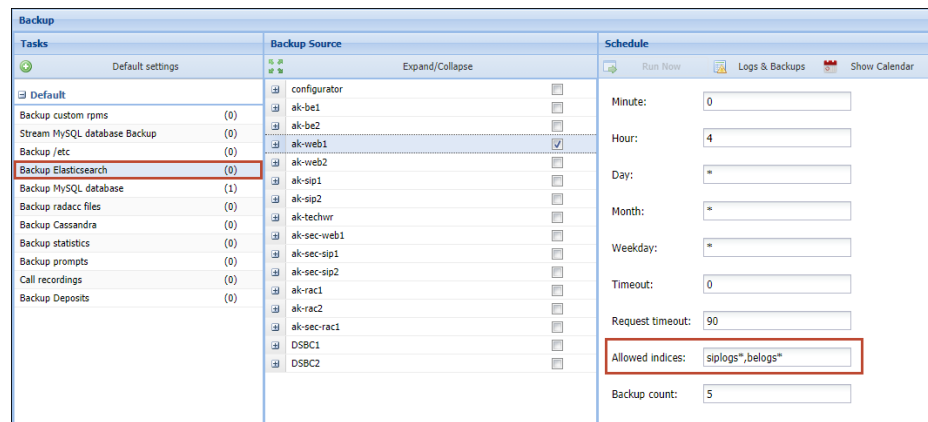 Backup
Tasks
Default settings
Default
Backup custom rpms (0)
Stream MySQL database Backup (0)
Backup /etc (0)
Backup Elasticsearch (0)
Backup MySQL database (1)
Backup radacc files (0)
Backup Cassandra (0)
Backup statistics (0)
Backup prompts (0)
Call recordings (0)
Backup Deposits (0)
Backup Source
Expand/Collapse
configurator
ak-be1
ak-be2
ak-web1
ak-web2
ak-sip1
ak-sip2
ak-techwr
ak-sec-web1
ak-sec-sip1
ak-sec-sip2
ak-rac1
ak-rac2
ak-sec-rac1
DSBC1
DSBC2
Schedule
Run Now Logs & Backups Show Calendar
Minute: 0
Hour: 4
Day: *
Month: *
Weekday: *
Timeout: 0
Request timeout: 90
Allowed indices: siplogs*,belogs*
Backup count: 5